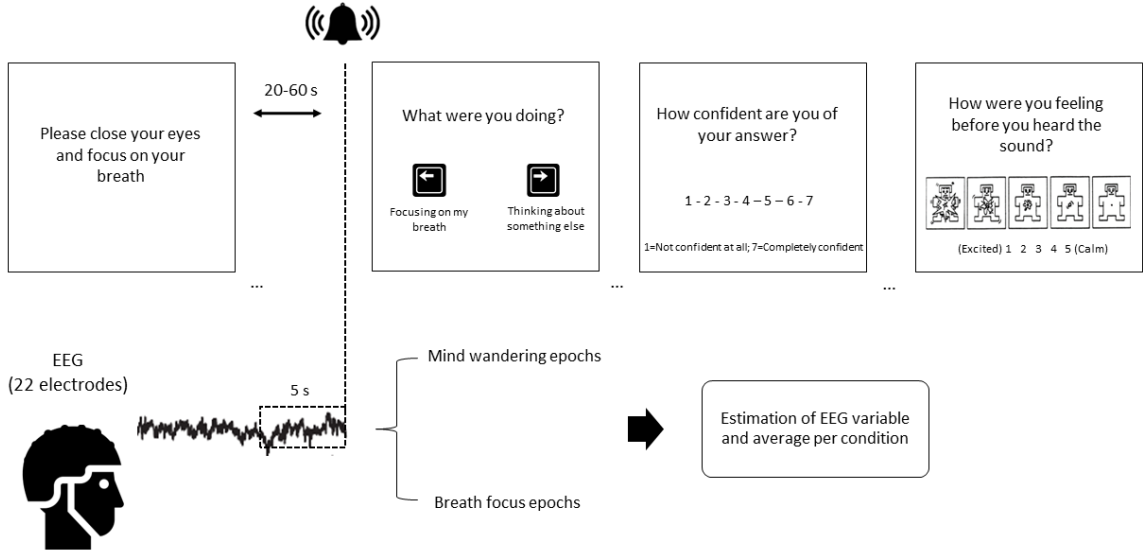 Please close your eyes
and focus on your
breath
20-60 s
What were you doing?
Focusing on my
breath
Thinking about
something else
How confident are you of
your answer?
1 - 2 - 3 - 4 – 5 – 6 - 7
1=Not confident at all; 7=Completely confident
How were you feeling
before you heard the
sound?
(Excited) 1 2 3 4 5 (Calm)
...
...
...
EEG
(22 electrodes)
5 s
Mind wandering epochs
Breath focus epochs
Estimation of EEG variable
and average per condition